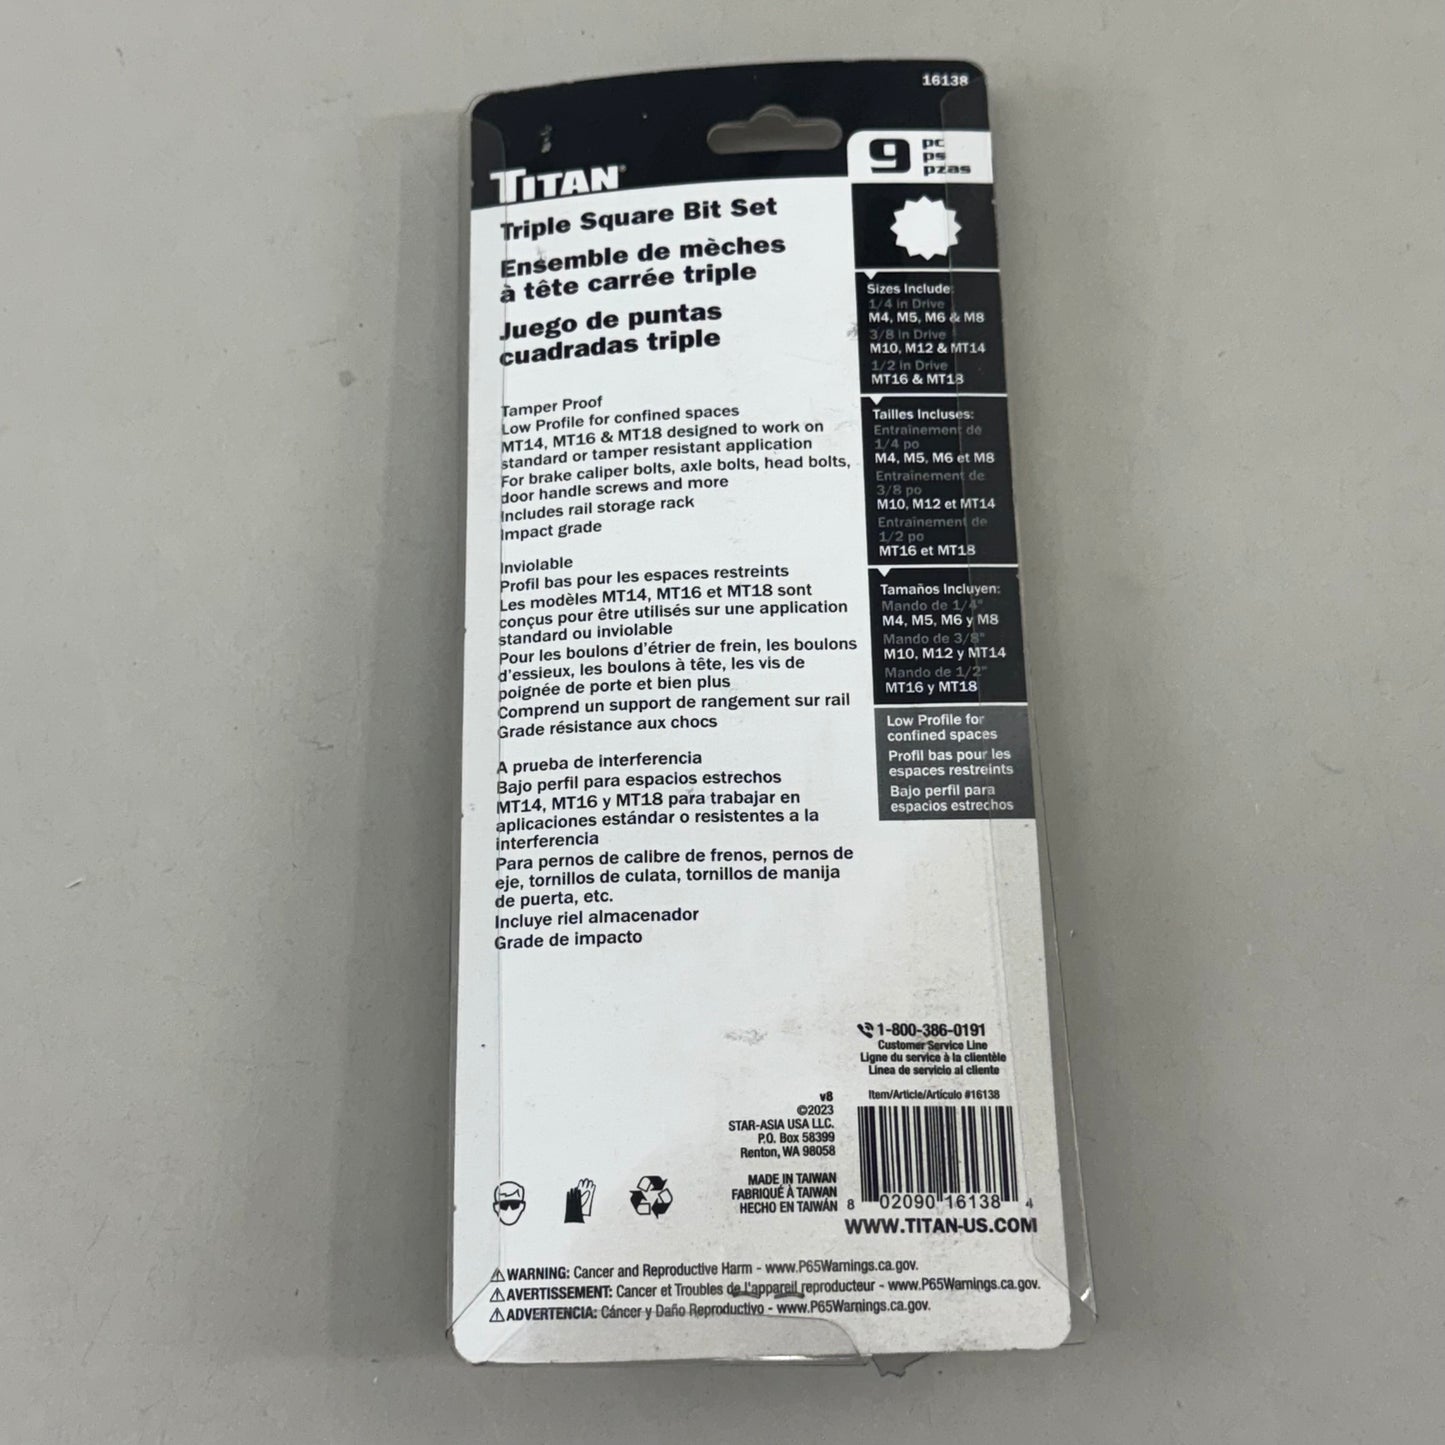 16138
9 pc
ps
pzas
TITAN®
Triple Square Bit Set
Ensemble de mèches
à tête carrée triple
Juego de puntas
cuadradas triple
Tamper Proof
Low Profile for confined spaces
MT14, MT16 & MT18 designed to work on
standard or tamper resistant application
For brake caliper bolts, axle bolts, head bolts,
door handle screws and more
Includes rail storage rack
Impact grade
Inviolable
Profil bas pour les espaces restreints
Les modèles MT14, MT16 et MT18 sont
conçus pour être utilisés sur une application
standard ou inviolable
Pour les boulons d'étrier de frein, les boulons
d'essieux, les boulons à tête, les vis de
poignée de porte et bien plus
Comprend un support de rangement sur rail
Grade résistance aux chocs
A prueba de interferencia
Bajo perfil para espacios estrechos
MT14, MT16 y MT18 para trabajar en
aplicaciones estándar o resistentes a la
interferencia
Para pernos de calibre de frenos, pernos de
eje, tornillos de culata, tornillos de manija
de puerta, etc.
Incluye riel almacenador
Grade de impacto
Sizes Include:
1/4 in Drive
M4, M5, M6 & M8
3/8 in Drive
M10, M12 & MT14
1/2 in Drive
MT16 & MT18
Tailles Incluses:
Entraînement de
1/4 po
M4, M5, M6 et M8
Entraînement de
3/8 po
M10, M12 et MT14
Entraînement de
1/2 po
MT16 et MT18
Tamaños Incluyen:
Mando de 1/4"
M4, M5, M6 y M8
Mando de 3/8"
M10, M12 y MT14
Mando de 1/2"
MT16 y MT18
Low Profile for
confined spaces
Profil bas pour les
espaces restreints
Bajo perfil para
espacios estrechos
1-800-386-0191
Customer Service Line
Ligne du service à la clientèle
Línea de servicio al cliente
Item/Article/Artículo #16138
v8
©2023
STAR-ASIA USA LLC.
P.O. Box 58399
Renton, WA 98058
MADE IN TAIWAN
FABRIQUÉ À TAIWAN
HECHO EN TAIWÁN
8 02090 16138 4
WWW.TITAN-US.COM
⚠ WARNING: Cancer and Reproductive Harm - www.P65Warnings.ca.gov.
⚠ AVERTISSEMENT: Cancer et Troubles de l'appareil reproducteur - www.P65Warnings.ca.gov.
⚠ ADVERTENCIA: Cáncer y Daño Reproductivo - www.P65Warnings.ca.gov.